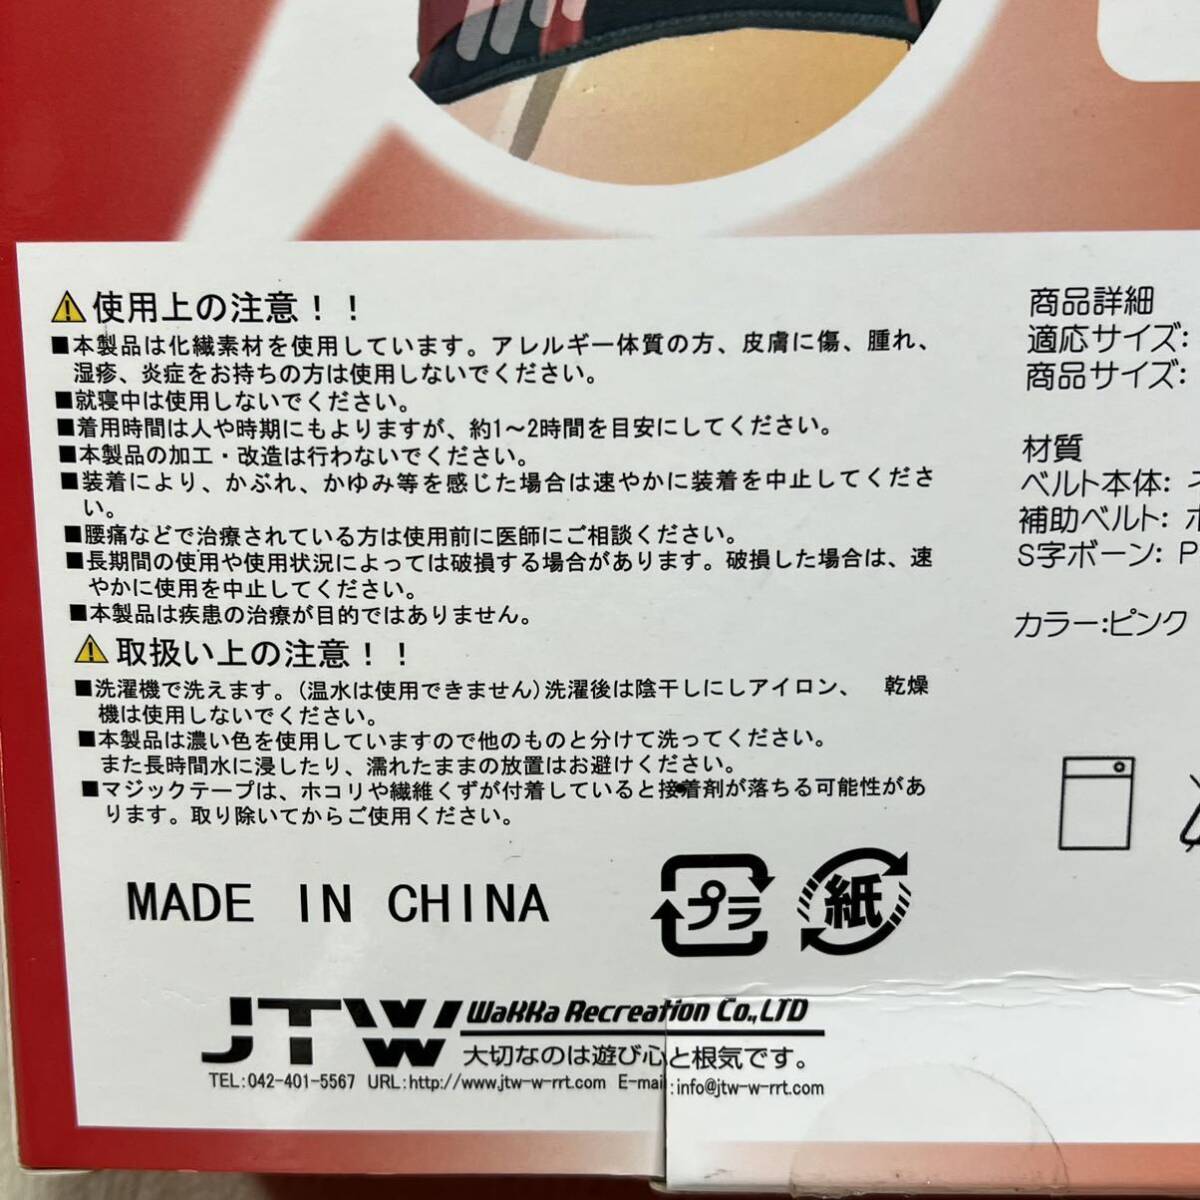 使用上の注意！！
■本製品は化繊素材を使用しています。アレルギー体質の方、皮膚に傷、腫れ、
湿疹、炎症をお持ちの方は使用しないでください。
■就寝中は使用しないでください。
■着用時間は人や時期にもよりますが、約1～2時間を目安にしてください。
■本製品の加工・改造は行わないでください。
■装着により、かぶれ、かゆみ等を感じた場合は速やかに装着を中止してくださ
い。
■腰痛などで治療されている方は使用前に医師にご相談ください。
■長期間の使用や使用状況によっては破損する場合があります。破損した場合は、速
やかに使用を中止してください。
■本製品は疾患の治療が目的ではありません。
取扱い上の注意！！
■洗濯機で洗えます。(温水は使用できません)洗濯後は陰干しにしアイロン、　乾燥
機は使用しないでください。
■本製品は濃い色を使用していますので他のものと分けて洗ってください。
また長時間水に浸したり、濡れたままの放置はお避けください。
■マジックテープは、ホコリや繊維くずが付着していると接着剤が落ちる可能性があ
ります。取り除いてからご使用ください。
MADE IN CHINA
プラ
紙
JTW
WaKKa Recreation Co.,LTD
大切なのは遊び心と根気です。
TEL:042-401-5567 URL:http://www.jtw-w-rrt.com E-mail:info@jtw-w-rrt.com
商品詳細
適応サイズ:
商品サイズ:
材質
ベルト本体:
補助ベルト:
S字ボーン: P
カラー:ピンク